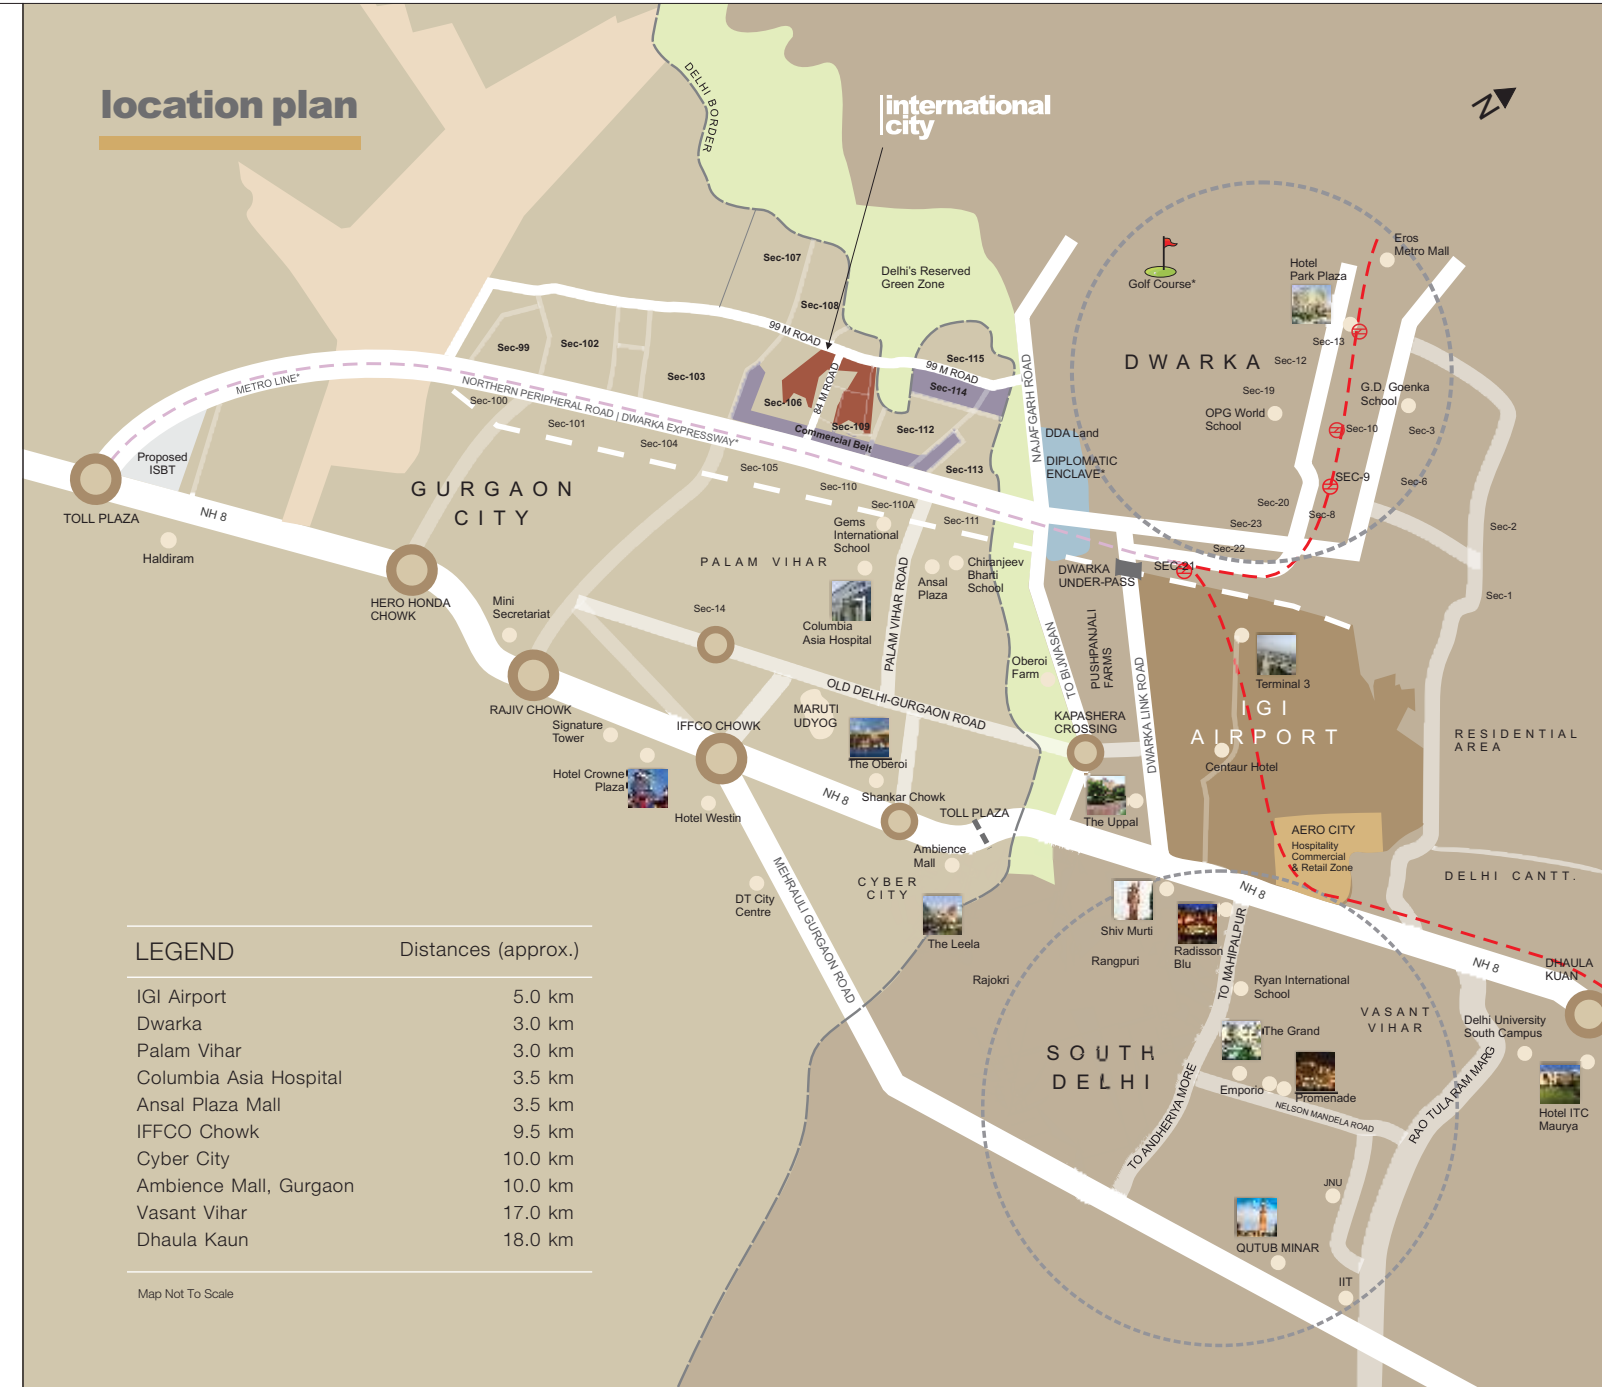 location plan
international
city
N
DELHI BORDER
Sec-107
Delhi's Reserved
Green Zone
Sec-108
99 M ROAD
Golf Course*
Eros
Metro Mall
Hotel
Park Plaza
DWARKA
Sec-13
Sec-12
Sec-19
G.D. Goenka
School
OPG World
School
Sec-10
Sec-3
SEC-9
Sec-6
Sec-20
Sec-8
Sec-23
Sec-2
Sec-22
SEC-21
Sec-1
Sec-99
Sec-102
Sec-103
Sec-115
99 M ROAD
Sec-114
84 M ROAD
Sec-106
Sec-109
Sec-112
Commercial Belt
Sec-113
METRO LINE*
NORTHERN PERIPHERAL ROAD | DWARKA EXPRESSWAY*
Sec-100
Sec-101
Sec-104
Sec-105
Sec-110
Sec-110A
Sec-111
NAJAFGARH ROAD
DDA Land
DIPLOMATIC
ENCLAVE*
Proposed
ISBT
TOLL PLAZA
NH 8
Haldiram
GURGAON
CITY
HERO HONDA
CHOWK
Mini
Secretariat
PALAM VIHAR
Gems
International
School
Columbia
Asia Hospital
PALAM VIHAR ROAD
Ansal
Plaza
Chiranjeev
Bharti
School
DWARKA
UNDER-PASS
Sec-14
Oberoi
Farm
TO BIJWASAN
PUSHPANJALI
FARMS
DWARKA LINK ROAD
Terminal 3
IGI
AIRPORT
Centaur Hotel
RESIDENTIAL
AREA
RAJIV CHOWK
Signature
Tower
IFFCO CHOWK
MARUTI
UDYOG
OLD DELHI-GURGAON ROAD
KAPASHERA
CROSSING
The Oberoi
Hotel Crowne
Plaza
Hotel Westin
NH 8
Shankar Chowk
TOLL PLAZA
The Uppal
AERO CITY
Hospitality
Commercial
& Retail Zone
Ambience
Mall
CYBER
CITY
DT City
Centre
MEHRAULI GURGAON ROAD
The Leela
NH 8
DELHI CANTT.
Shiv Murti
Radisson
Blu
Rangpuri
Rajokri
TO MAHIPALPUR
Ryan International
School
NH 8
DHAULA
KUAN
VASANT
VIHAR
Delhi University
South Campus
The Grand
SOUTH
DELHI
Emporio
Promenade
NELSON MANDELA ROAD
TO ANDHERIYA MORE
RAO TULA RAM MARG
Hotel ITC
Maurya
JNU
QUTUB MINAR
IIT
LEGEND Distances (approx.)
IGI Airport 5.0 km
Dwarka 3.0 km
Palam Vihar 3.0 km
Columbia Asia Hospital 3.5 km
Ansal Plaza Mall 3.5 km
IFFCO Chowk 9.5 km
Cyber City 10.0 km
Ambience Mall, Gurgaon 10.0 km
Vasant Vihar 17.0 km
Dhaula Kaun 18.0 km
Map Not To Scale